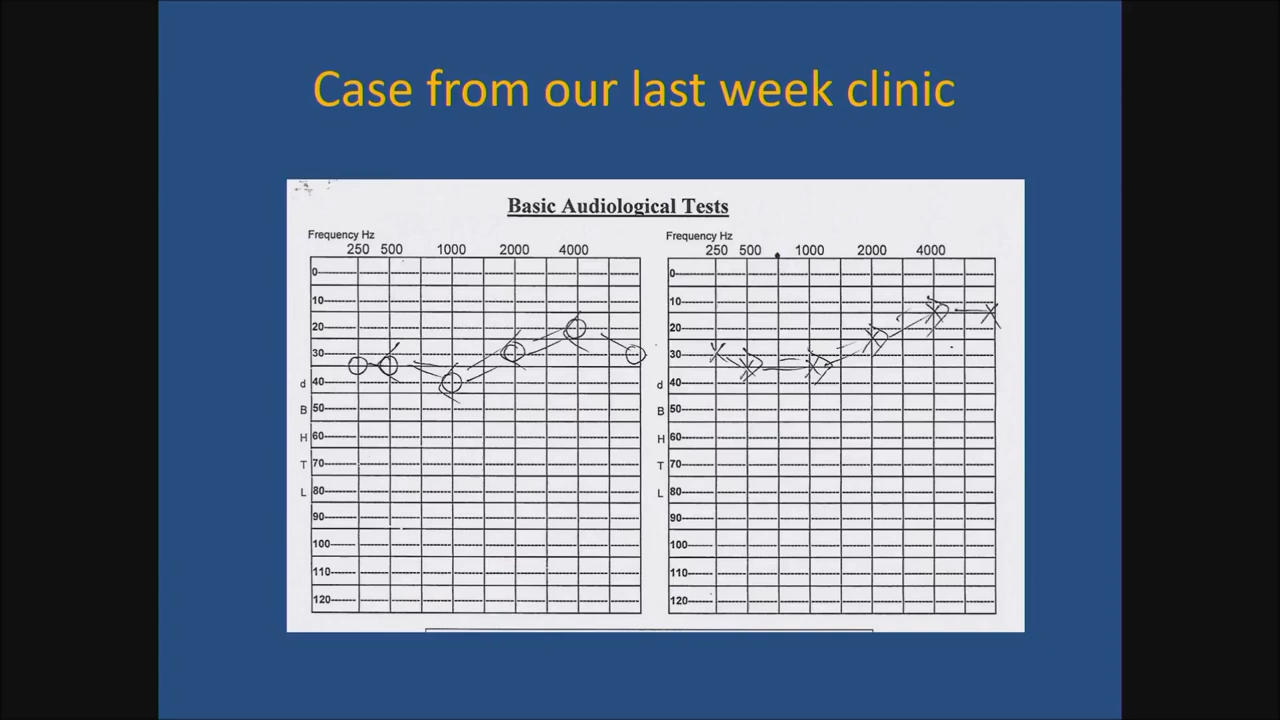 Case from our last week clinic
Basic Audiological Tests
Frequency Hz
250 500 1000 2000 4000
0
10
20
30
d 40
B 50
H 60
T 70
L 80
90
100
110
120
Frequency Hz
250 500 1000 2000 4000
0
10
20
30
d 40
B 50
H 60
T 70
L 80
90
100
110
120